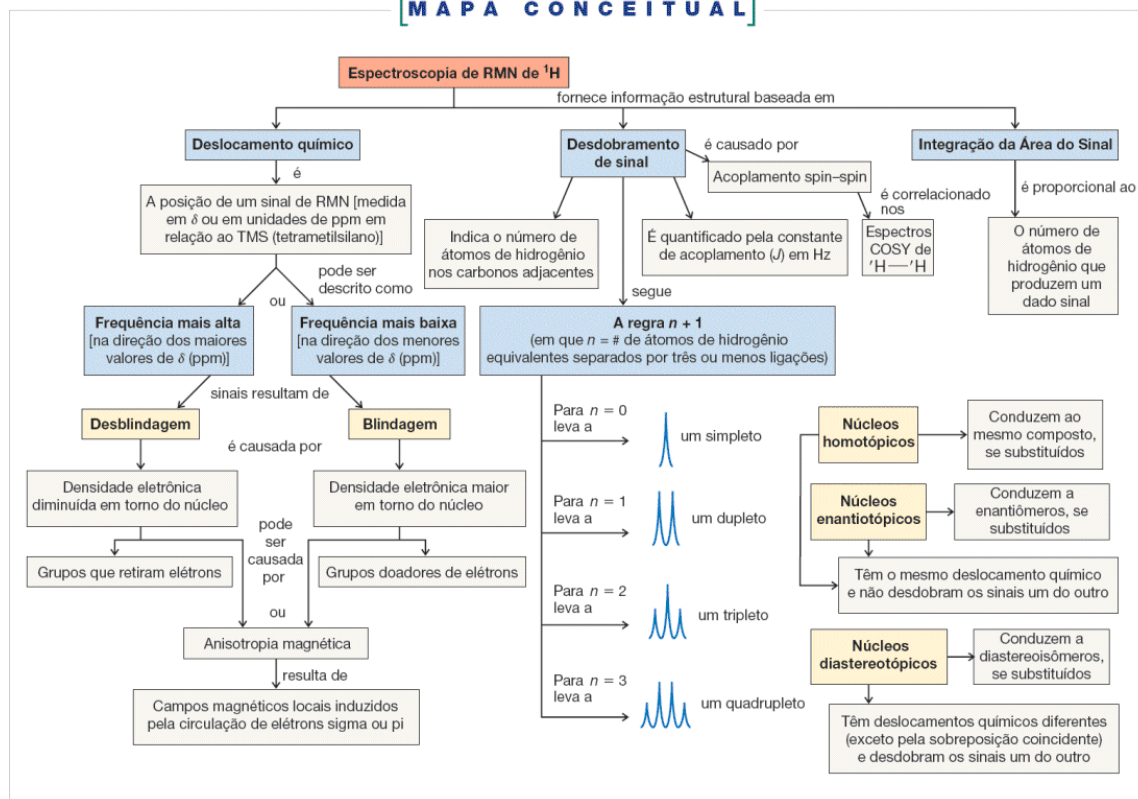 [MAPA CONCEITUAL]
Espectroscopia de RMN de ¹H
fornece informação estrutural baseada em
Deslocamento químico
é
A posição de um sinal de RMN [medida
em δ ou em unidades de ppm em
relação ao TMS (tetrametilsilano)]
pode ser
descrito como
ou
Frequência mais alta
[na direção dos maiores
valores de δ (ppm)]
Frequência mais baixa
[na direção dos menores
valores de δ (ppm)]
sinais resultam de
Desblindagem
Blindagem
é causada por
Densidade eletrônica
diminuída em torno do núcleo
Densidade eletrônica maior
em torno do núcleo
pode
ser
causada
por
Grupos que retiram elétrons
Grupos doadores de elétrons
ou
Anisotropia magnética
resulta de
Campos magnéticos locais induzidos
pela circulação de elétrons sigma ou pi
Desdobramento
de sinal
é causado por
Acoplamento spin–spin
é correlacionado
nos
Espectros
COSY de
'H—'H
Indica o número de
átomos de hidrogênio
nos carbonos adjacentes
É quantificado pela constante
de acoplamento (J) em Hz
segue
A regra n + 1
(em que n = # de átomos de hidrogênio
equivalentes separados por três ou menos ligações)
Para n = 0
leva a
um simpleto
Para n = 1
leva a
um dupleto
Para n = 2
leva a
um tripleto
Para n = 3
leva a
um quadrupleto
Integração da Área do Sinal
é proporcional ao
O número de
átomos de
hidrogênio que
produzem um
dado sinal
Núcleos
homotópicos
Conduzem ao
mesmo composto,
se substituídos
Núcleos
enantiotópicos
Conduzem a
enantiômeros, se
substituídos
Têm o mesmo deslocamento químico
e não desdobram os sinais um do outro
Núcleos
diastereotópicos
Conduzem a
diastereoisômeros,
se substituídos
Têm deslocamentos químicos diferentes
(exceto pela sobreposição coincidente)
e desdobram os sinais um do outro